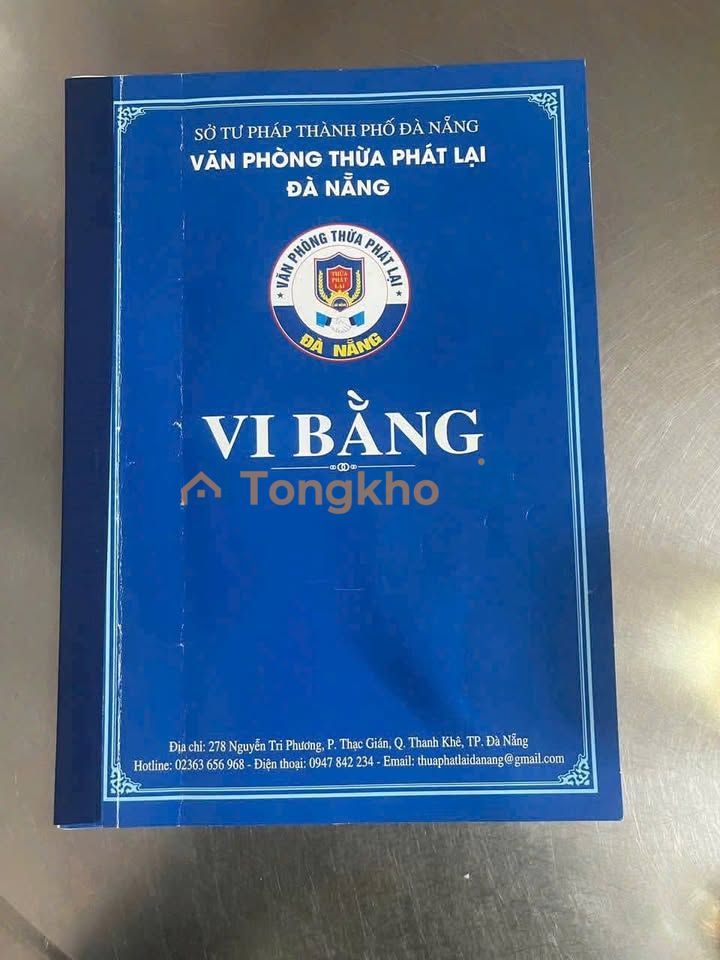 SỞ TƯ PHÁP THÀNH PHỐ ĐÀ NẴNG
VĂN PHÒNG THỪA PHÁT LẠI
ĐÀ NẴNG
VĂN PHÒNG THỪA PHÁT LẠI
THỪA
PHÁT
LẠI
ĐÀ NẴNG
VI BẰNG
Tongkho
Địa chỉ: 278 Nguyễn Tri Phương, P. Thạc Gián, Q. Thanh Khê, TP. Đà Nẵng
Hotline: 02363 656 968 - Điện thoại: 0947 842 234 - Email: thuaphatlaidanang@gmail.com